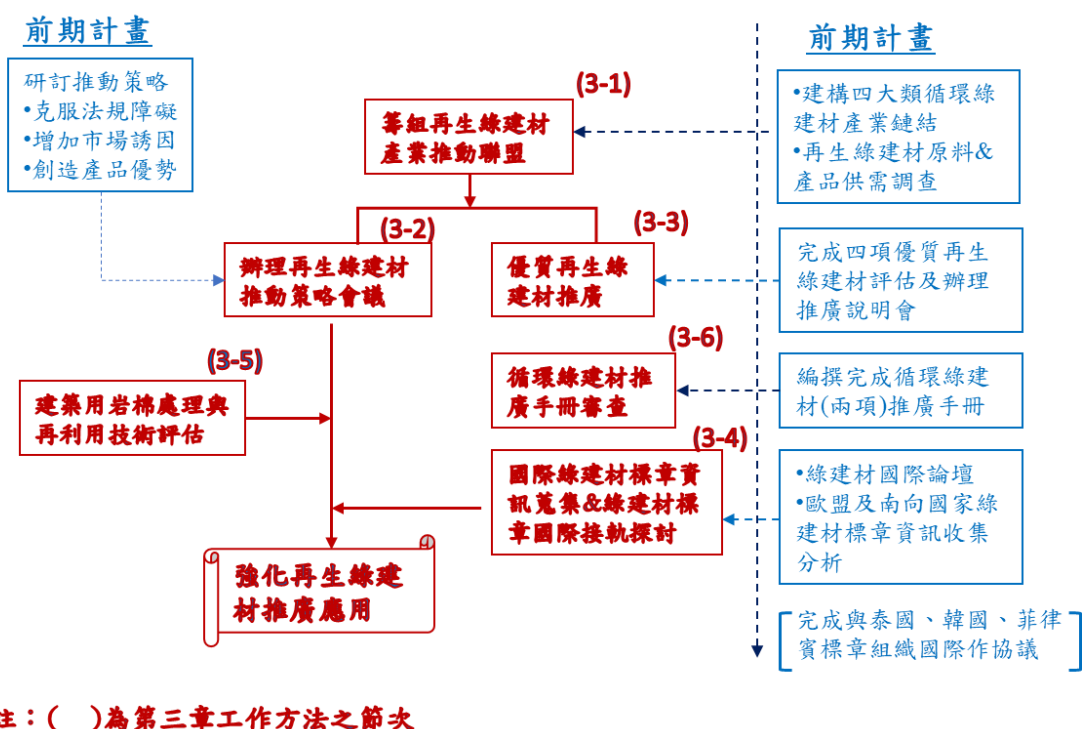 前期計畫
研訂推動策略
•克服法規障礙
•增加市場誘因
•創造產品優勢
(3-1)
籌組再生綠建材
產業推動聯盟
(3-2)
辦理再生綠建材
推動策略會議
(3-3)
優質再生綠
建材推廣
(3-5)
建築用岩棉處理與
再利用技術評估
(3-6)
循環綠建材推
廣手冊審查
(3-4)
國際綠建材標章資
訊蒐集&綠建材標
章國際接軌探討
強化再生綠建
材推廣應用
前期計畫
•建構四大類循環綠
建材產業鏈結
•再生綠建材原料&
產品供需調查
完成四項優質再生
綠建材評估及辦理
推廣說明會
編撰完成循環綠建
材(兩項)推廣手冊
•綠建材國際論壇
•歐盟及南向國家綠
建材標章資訊收集
分析
完成與泰國、韓國、菲律
賓標章組織國際作協議
註：( )為第三章工作方法之節次